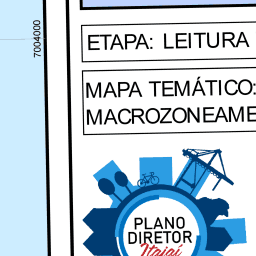 7004000
ETAPA: LEITURA
MAPA TEMÁTICO:
MACROZONEAME
PLANO
DIRETOR
Itajaí